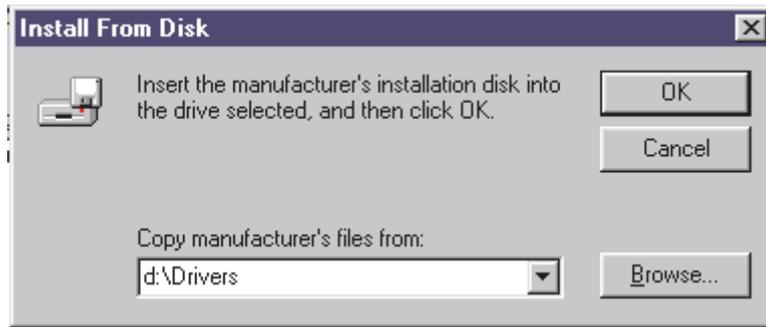 Install From Disk
Insert the manufacturer's installation disk into
the drive selected, and then click OK.
OK
Cancel
Copy manufacturer's files from:
d:\Drivers
Browse...